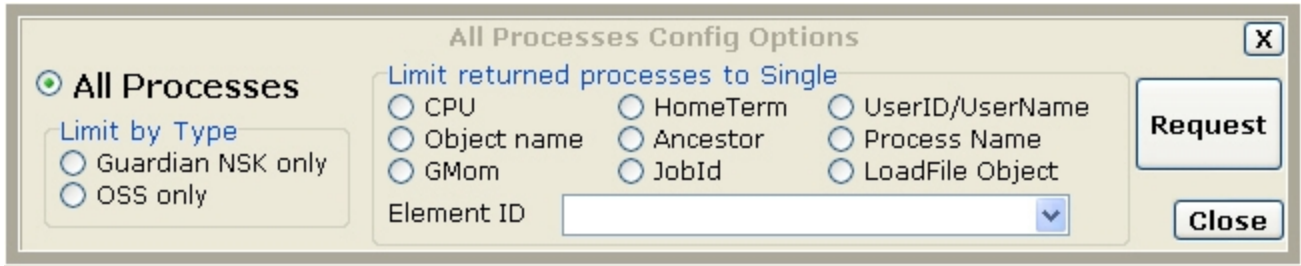 All Processes Config Options
X
All Processes
Limit by Type
Guardian NSK only
OSS only
Limit returned processes to Single
CPU
HomeTerm
UserID/UserName
Object name
Ancestor
Process Name
GMom
JobId
LoadFile Object
Element ID
Request
Close